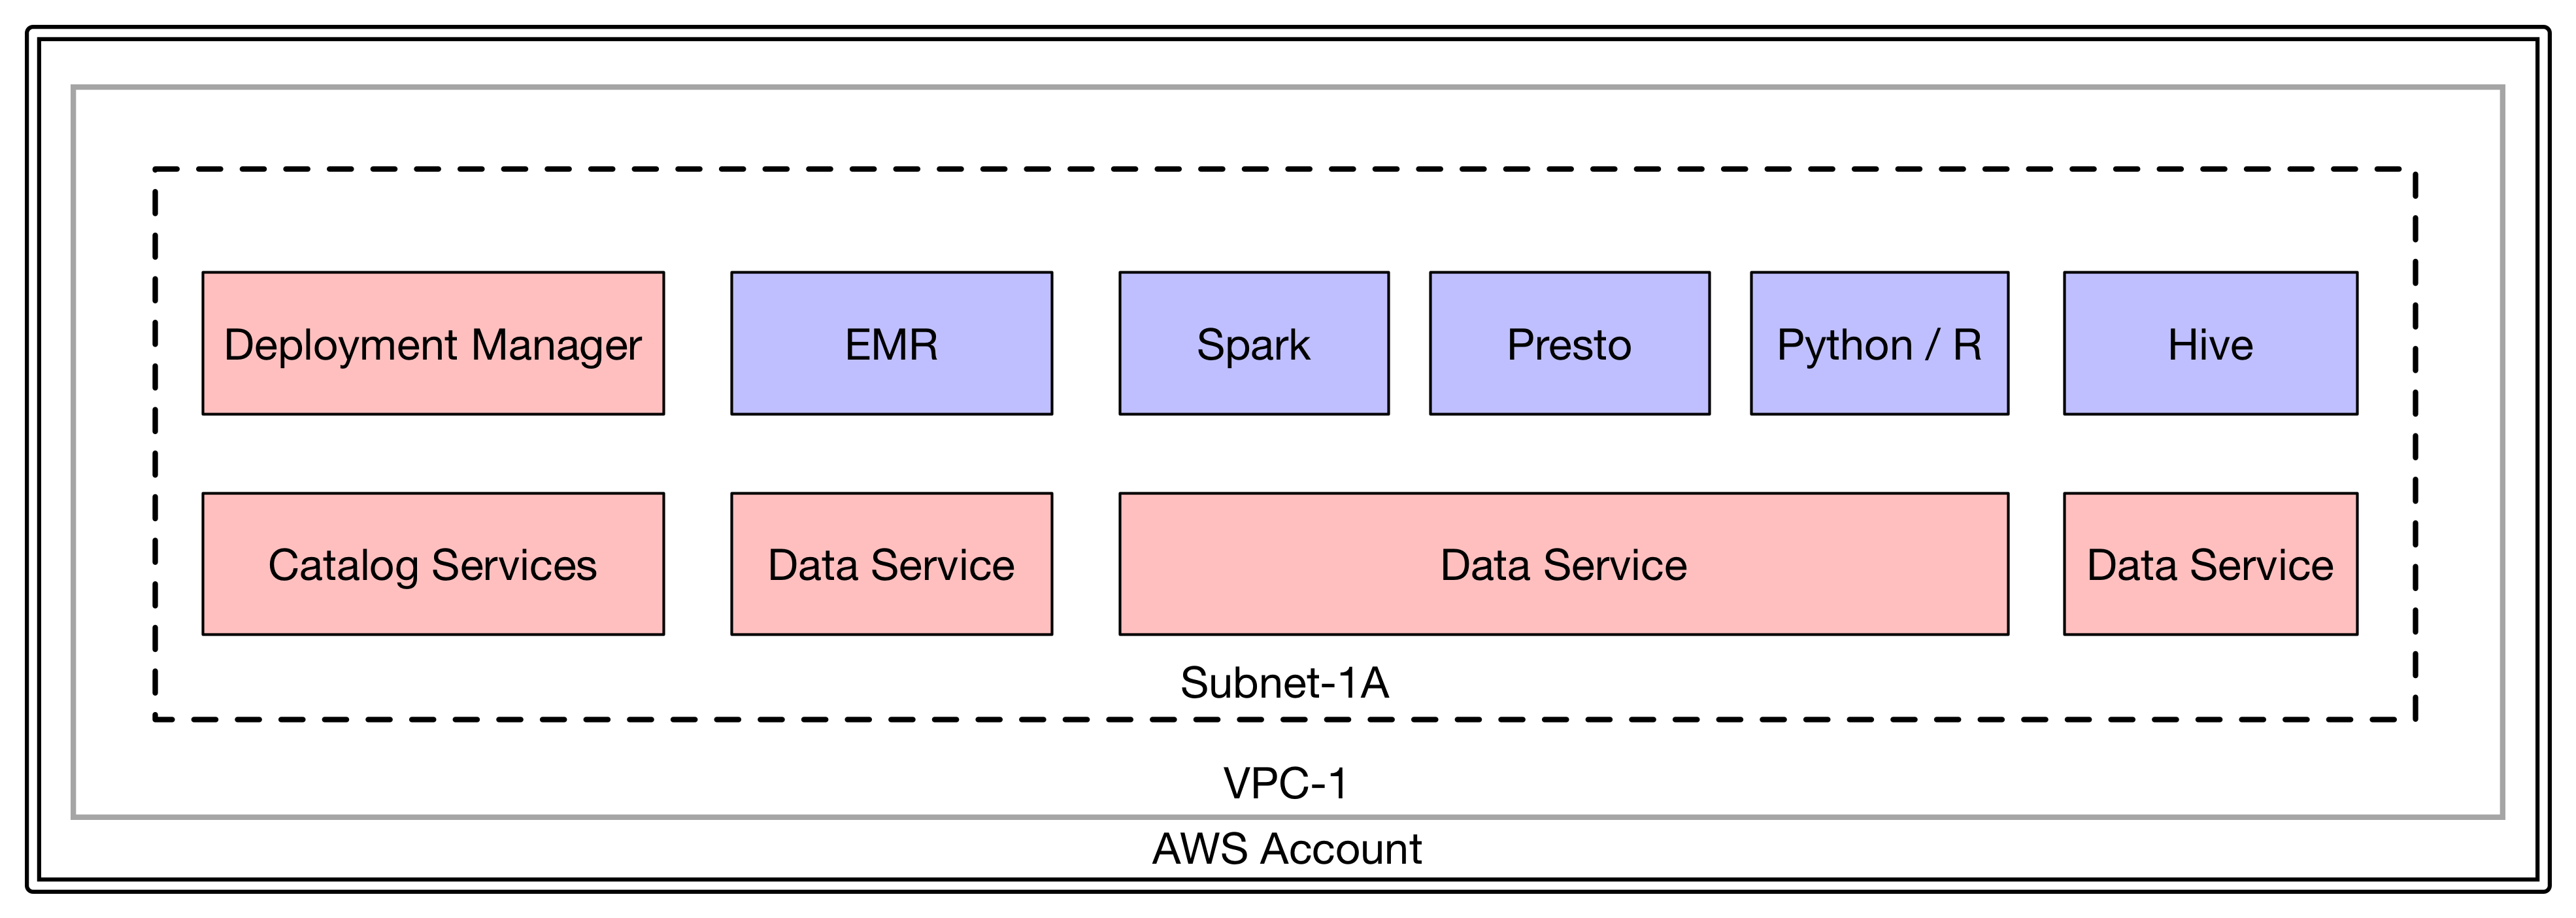 Deployment Manager
EMR
Spark
Presto
Python / R
Hive
Catalog Services
Data Service
Data Service
Data Service
Subnet-1A
VPC-1
AWS Account